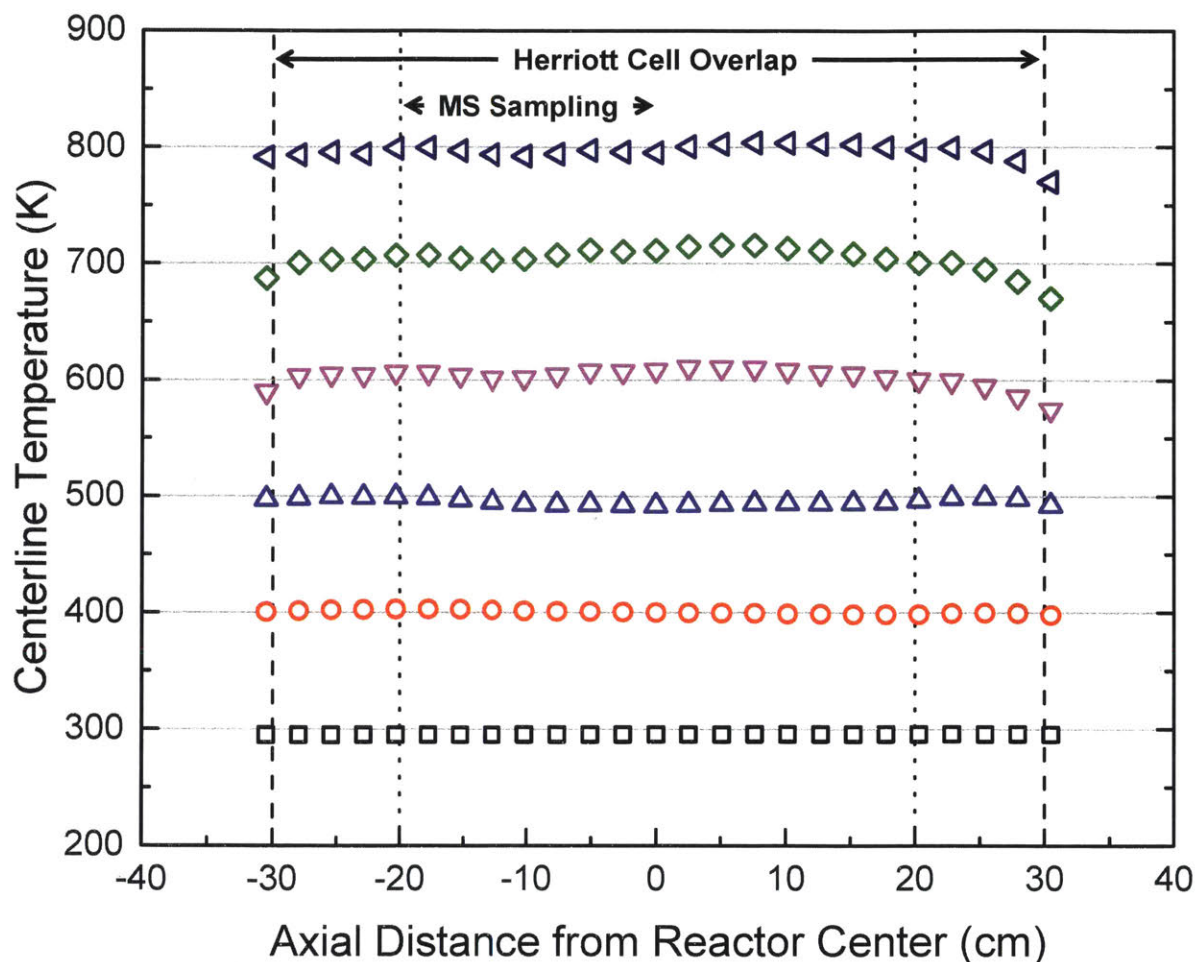 900
Herriott Cell Overlap
MS Sampling
800
700
600
500
400
300
200
-40 -30 -20 -10 0 10 20 30 40
Centerline Temperature (K)
Axial Distance from Reactor Center (cm)